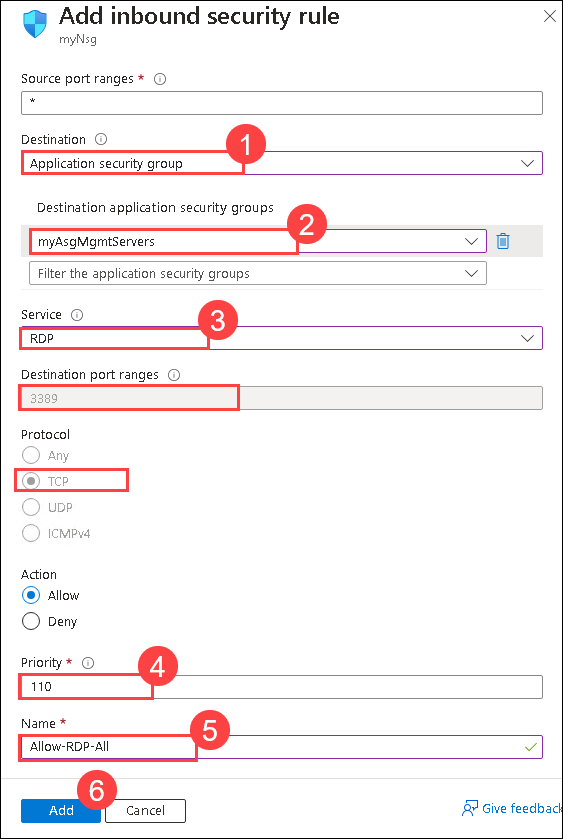 Add inbound security rule
myNsg
Source port ranges *
*
Destination
1
Application security group
Destination application security groups
2
myAsgMgmtServers
Filter the application security groups
Service
3
RDP
Destination port ranges
3389
Protocol
Any
TCP
UDP
ICMPv4
Action
Allow
Deny
Priority *
4
110
Name *
5
Allow-RDP-All
6
Add Cancel Give feedback